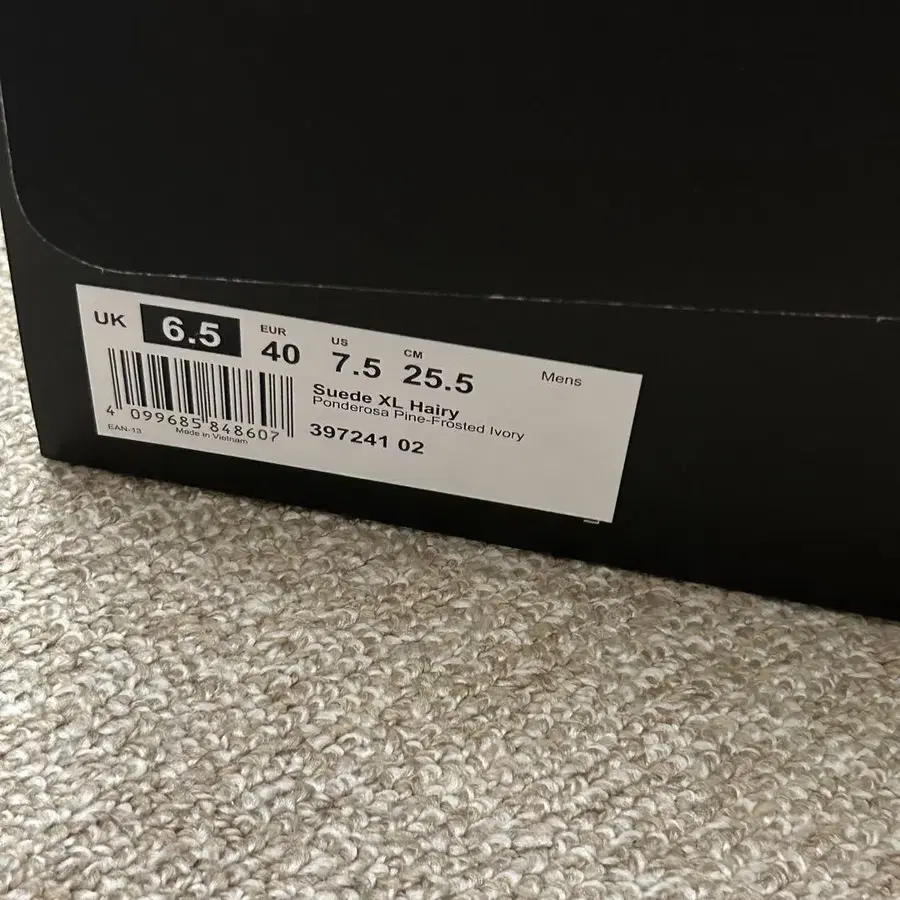 UK 6.5 EUR 40 US 7.5 CM 25.5 Mens
Suede XL Hairy
Ponderosa Pine-Frosted Ivory
397241 02
4 099685 848607
EAN-13 Made in Vietnam